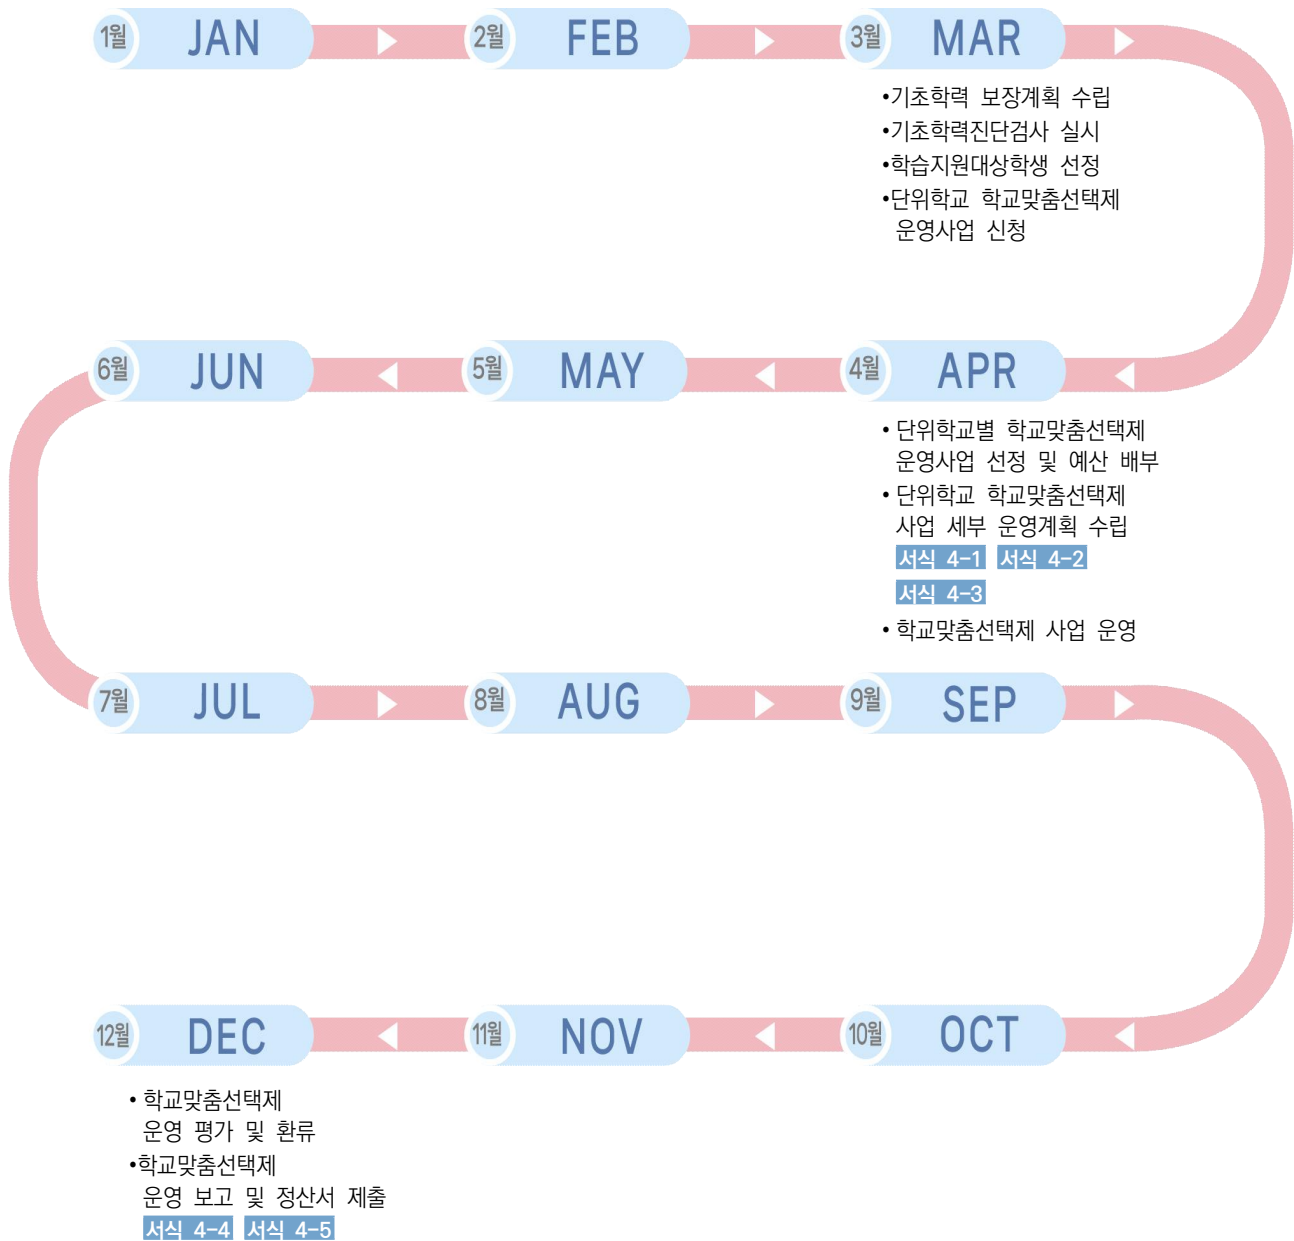 1월 JAN 2월 FEB 3월 MAR
•기초학력 보장계획 수립
•기초학력진단검사 실시
•학습지원대상학생 선정
•단위학교 학교맞춤선택제
운영사업 신청
6월 JUN 5월 MAY 4월 APR
• 단위학교별 학교맞춤선택제
운영사업 선정 및 예산 배부
• 단위학교 학교맞춤선택제
사업 세부 운영계획 수립
서식 4-1 서식 4-2
서식 4-3
• 학교맞춤선택제 사업 운영
7월 JUL 8월 AUG 9월 SEP
12월 DEC 11월 NOV 10월 OCT
• 학교맞춤선택제
운영 평가 및 환류
•학교맞춤선택제
운영 보고 및 정산서 제출
서식 4-4 서식 4-5